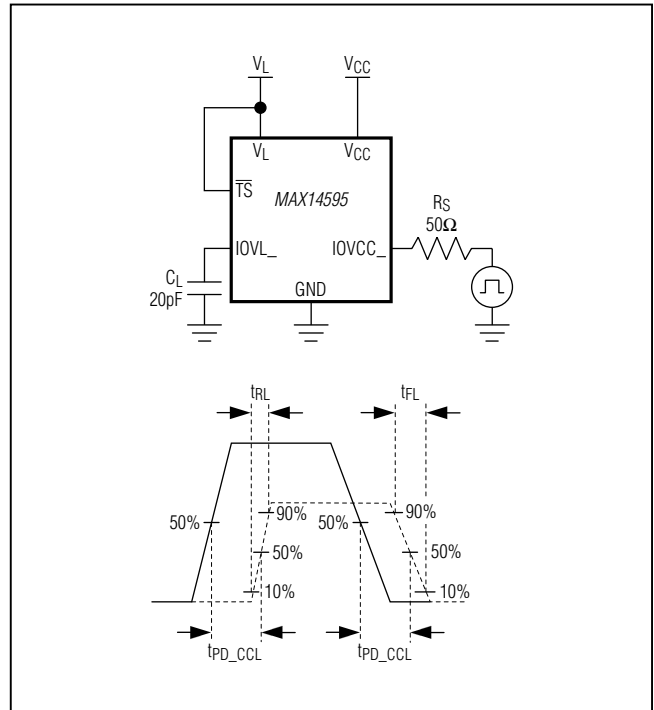 VL VCC
VL VCC
TS
MAX14595
RS
50Ω
IOVL_ IOVCC_
CL
20pF
GND
tRL tFL
90% 90%
50% 50%
50% 50%
10% 10%
tPD_CCL tPD_CCL